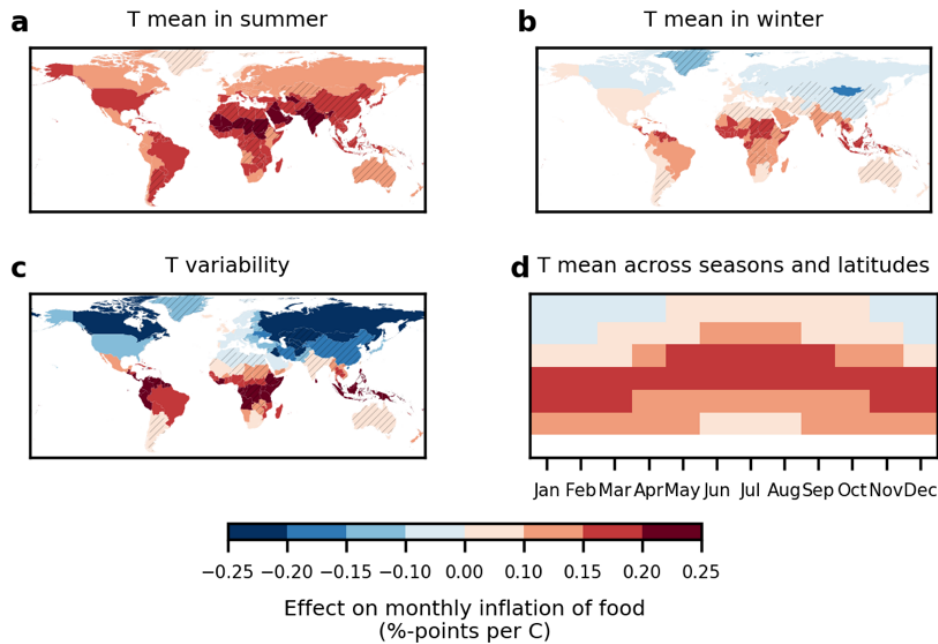 a T mean in summer
b T mean in winter
c T variability
d T mean across seasons and latitudes
Jan Feb Mar Apr May Jun Jul Aug Sep Oct Nov Dec
−0.25 −0.20 −0.15 −0.10 0.00 0.10 0.15 0.20 0.25
Effect on monthly inflation of food
(%-points per C)